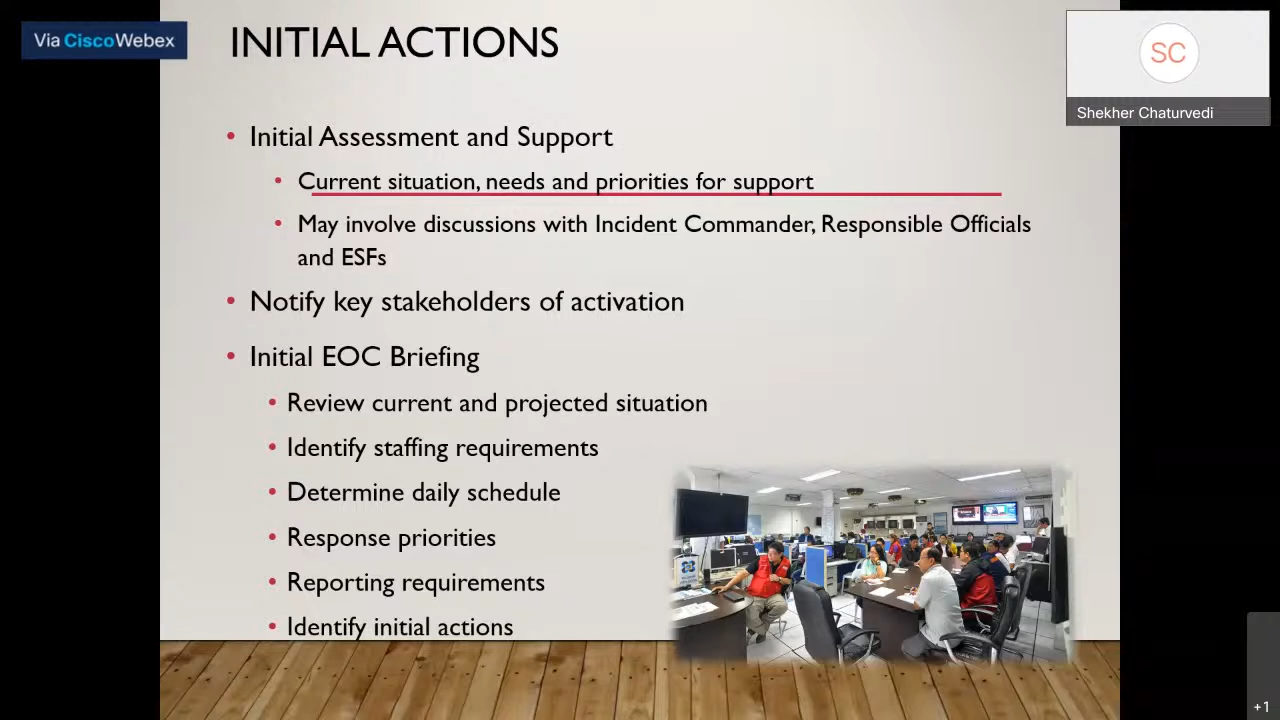 Via CiscoWebex
INITIAL ACTIONS
SC
Shekher Chaturvedi
• Initial Assessment and Support
• Current situation, needs and priorities for support
• May involve discussions with Incident Commander, Responsible Officials
and ESFs
• Notify key stakeholders of activation
• Initial EOC Briefing
• Review current and projected situation
• Identify staffing requirements
• Determine daily schedule
• Response priorities
• Reporting requirements
• Identify initial actions
+1